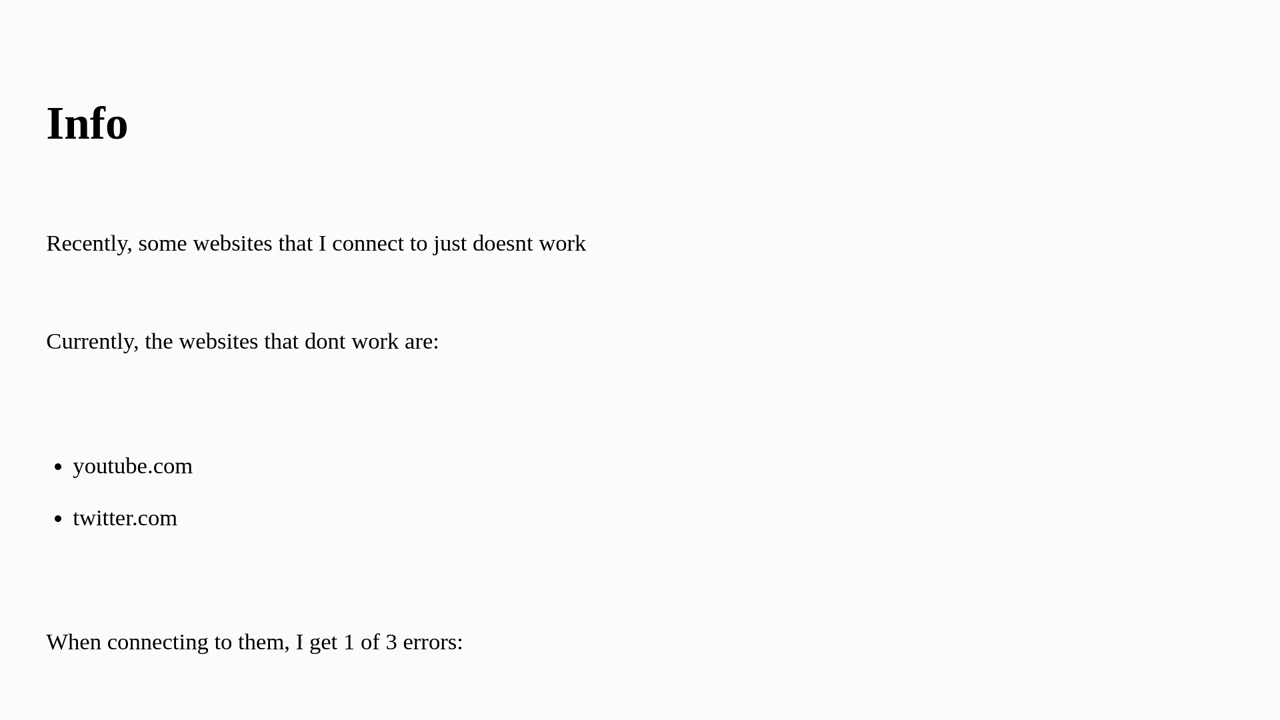 Info
Recently, some websites that I connect to just doesnt work
Currently, the websites that dont work are:
• youtube.com
• twitter.com
When connecting to them, I get 1 of 3 errors: